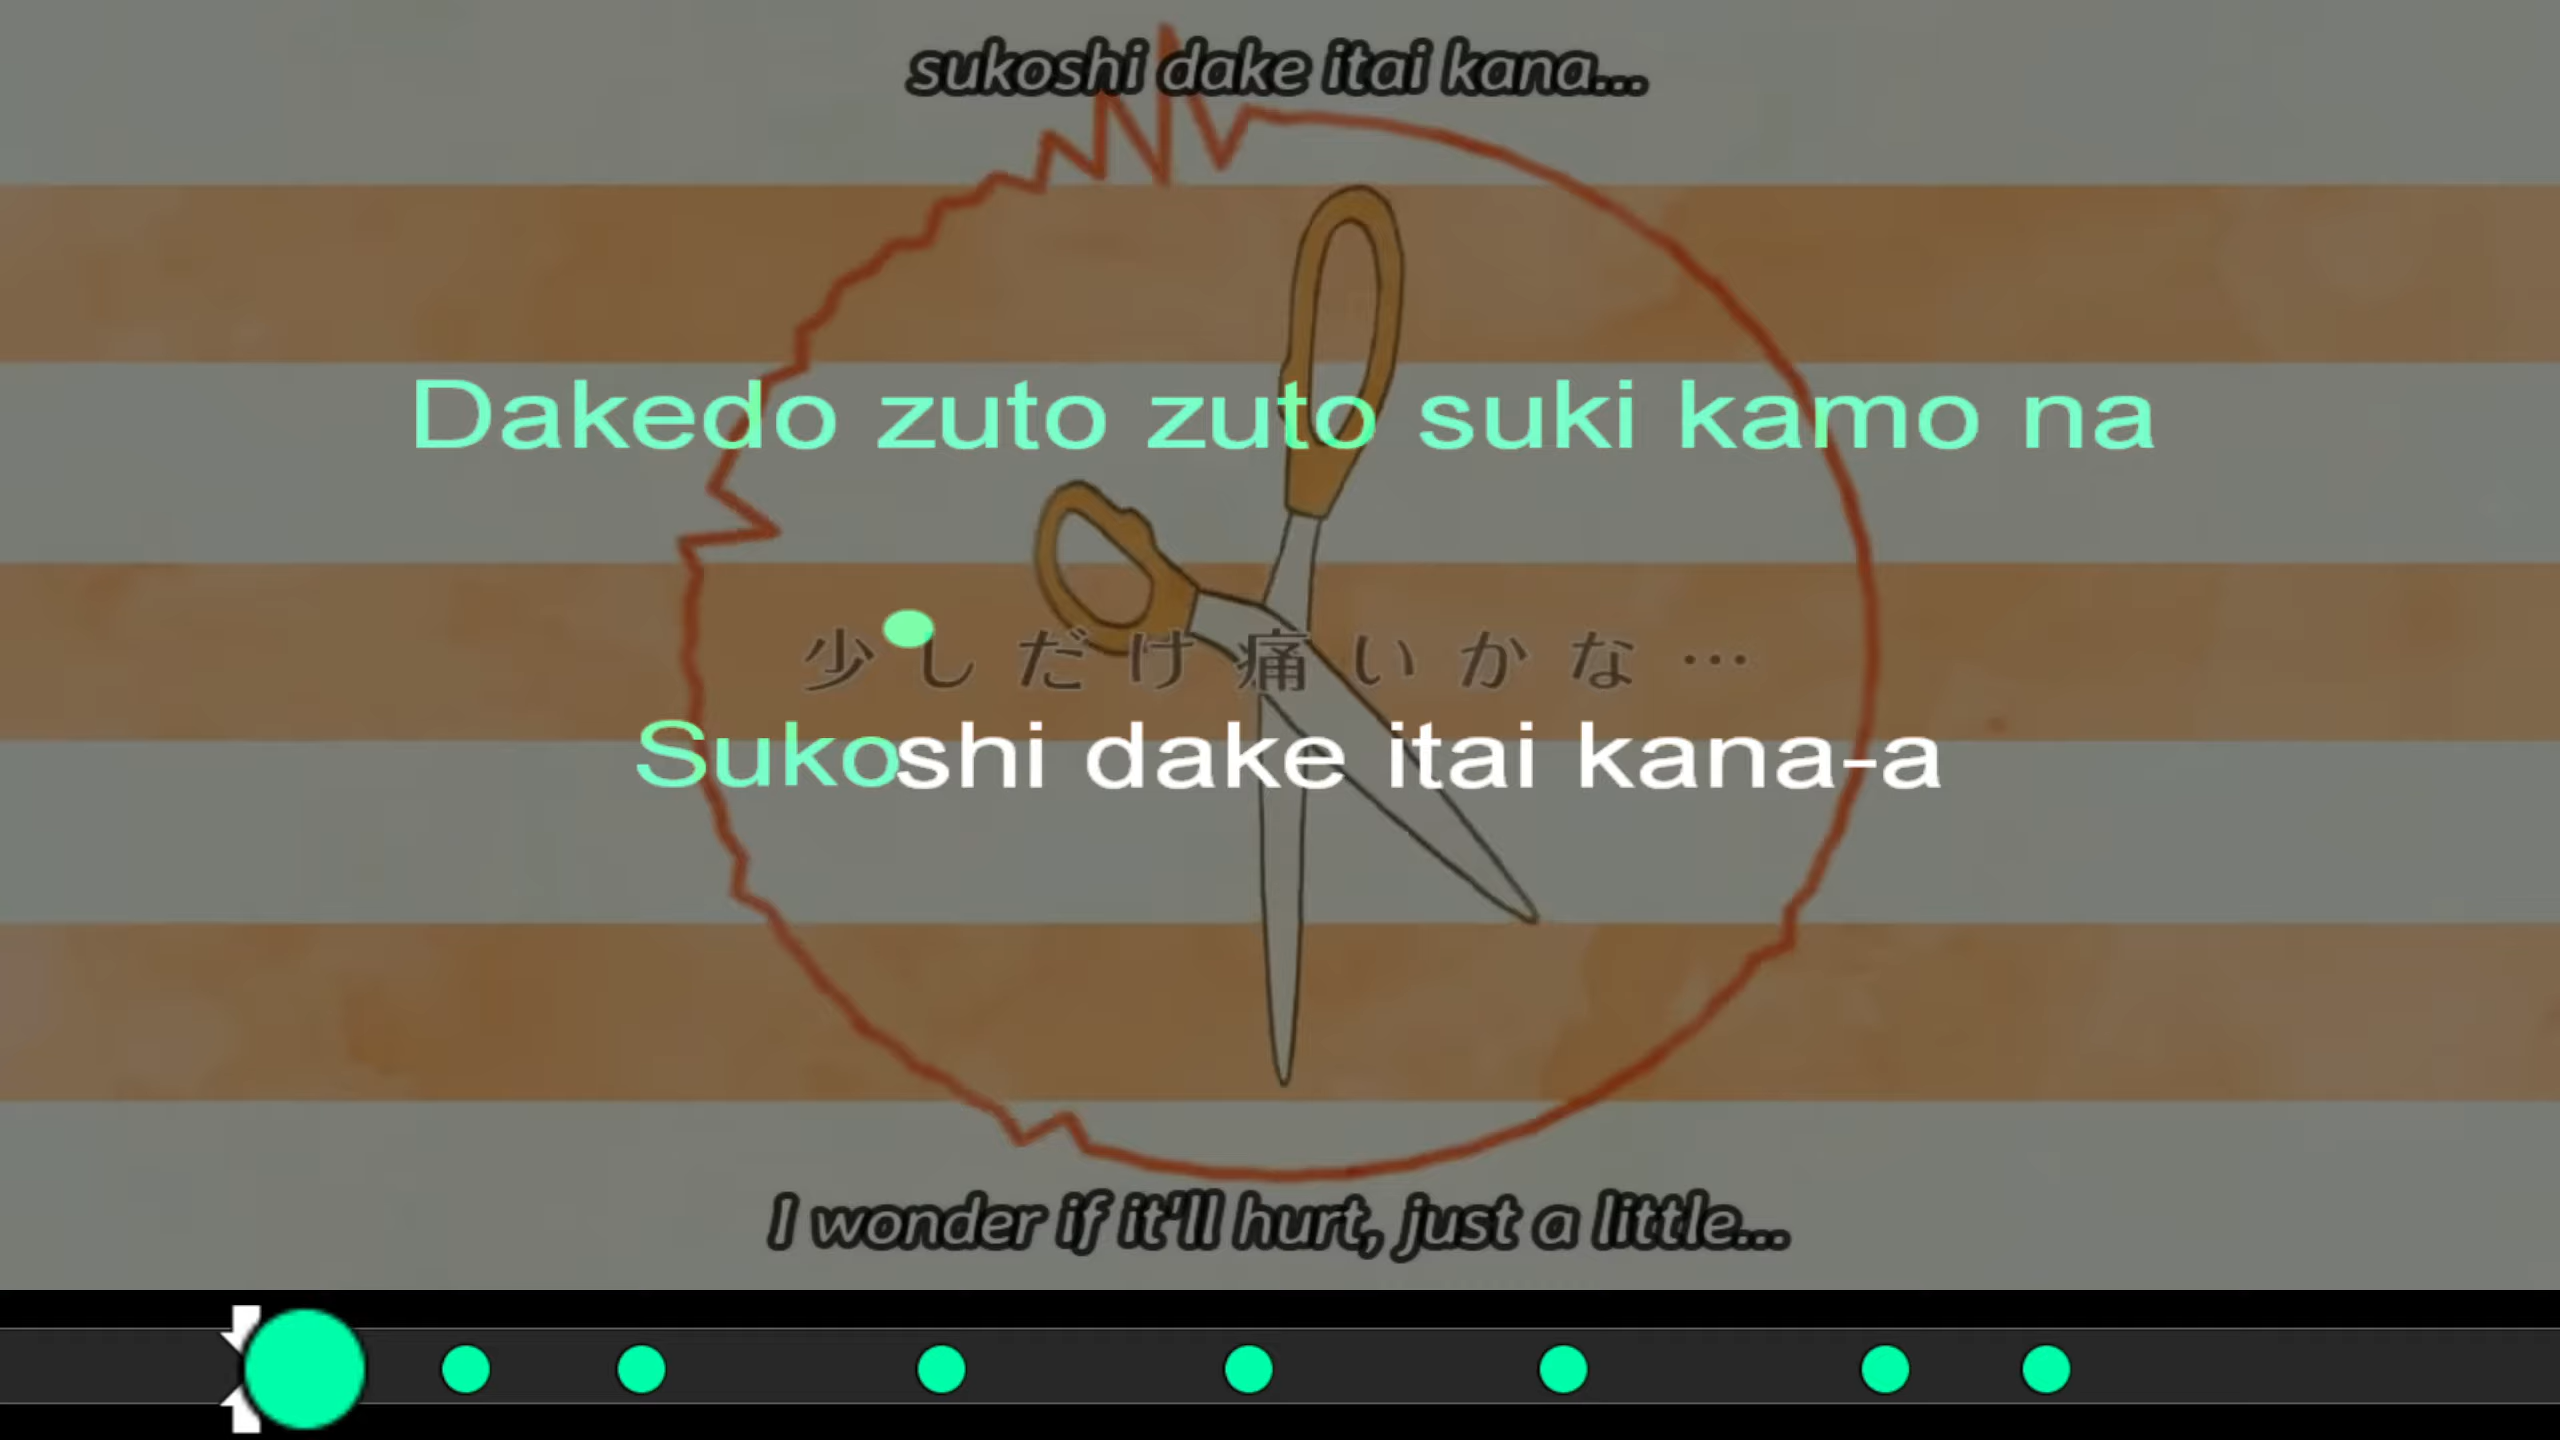 sukoshi dake itai kana...
Dakedo zuto zuto suki kamo na
少しだけ痛いかな…
Sukoshi dake itai kana-a
I wonder if it'll hurt, just a little...